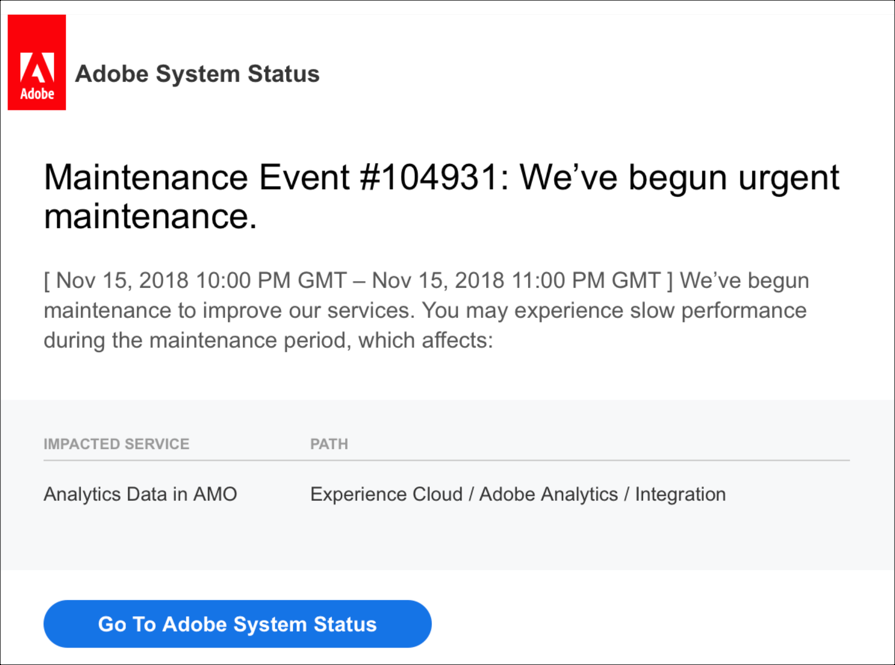 Adobe
Adobe System Status
Maintenance Event #104931: We’ve begun urgent
maintenance.
[ Nov 15, 2018 10:00 PM GMT – Nov 15, 2018 11:00 PM GMT ] We’ve begun
maintenance to improve our services. You may experience slow performance
during the maintenance period, which affects:
IMPACTED SERVICE PATH
Analytics Data in AMO Experience Cloud / Adobe Analytics / Integration
Go To Adobe System Status